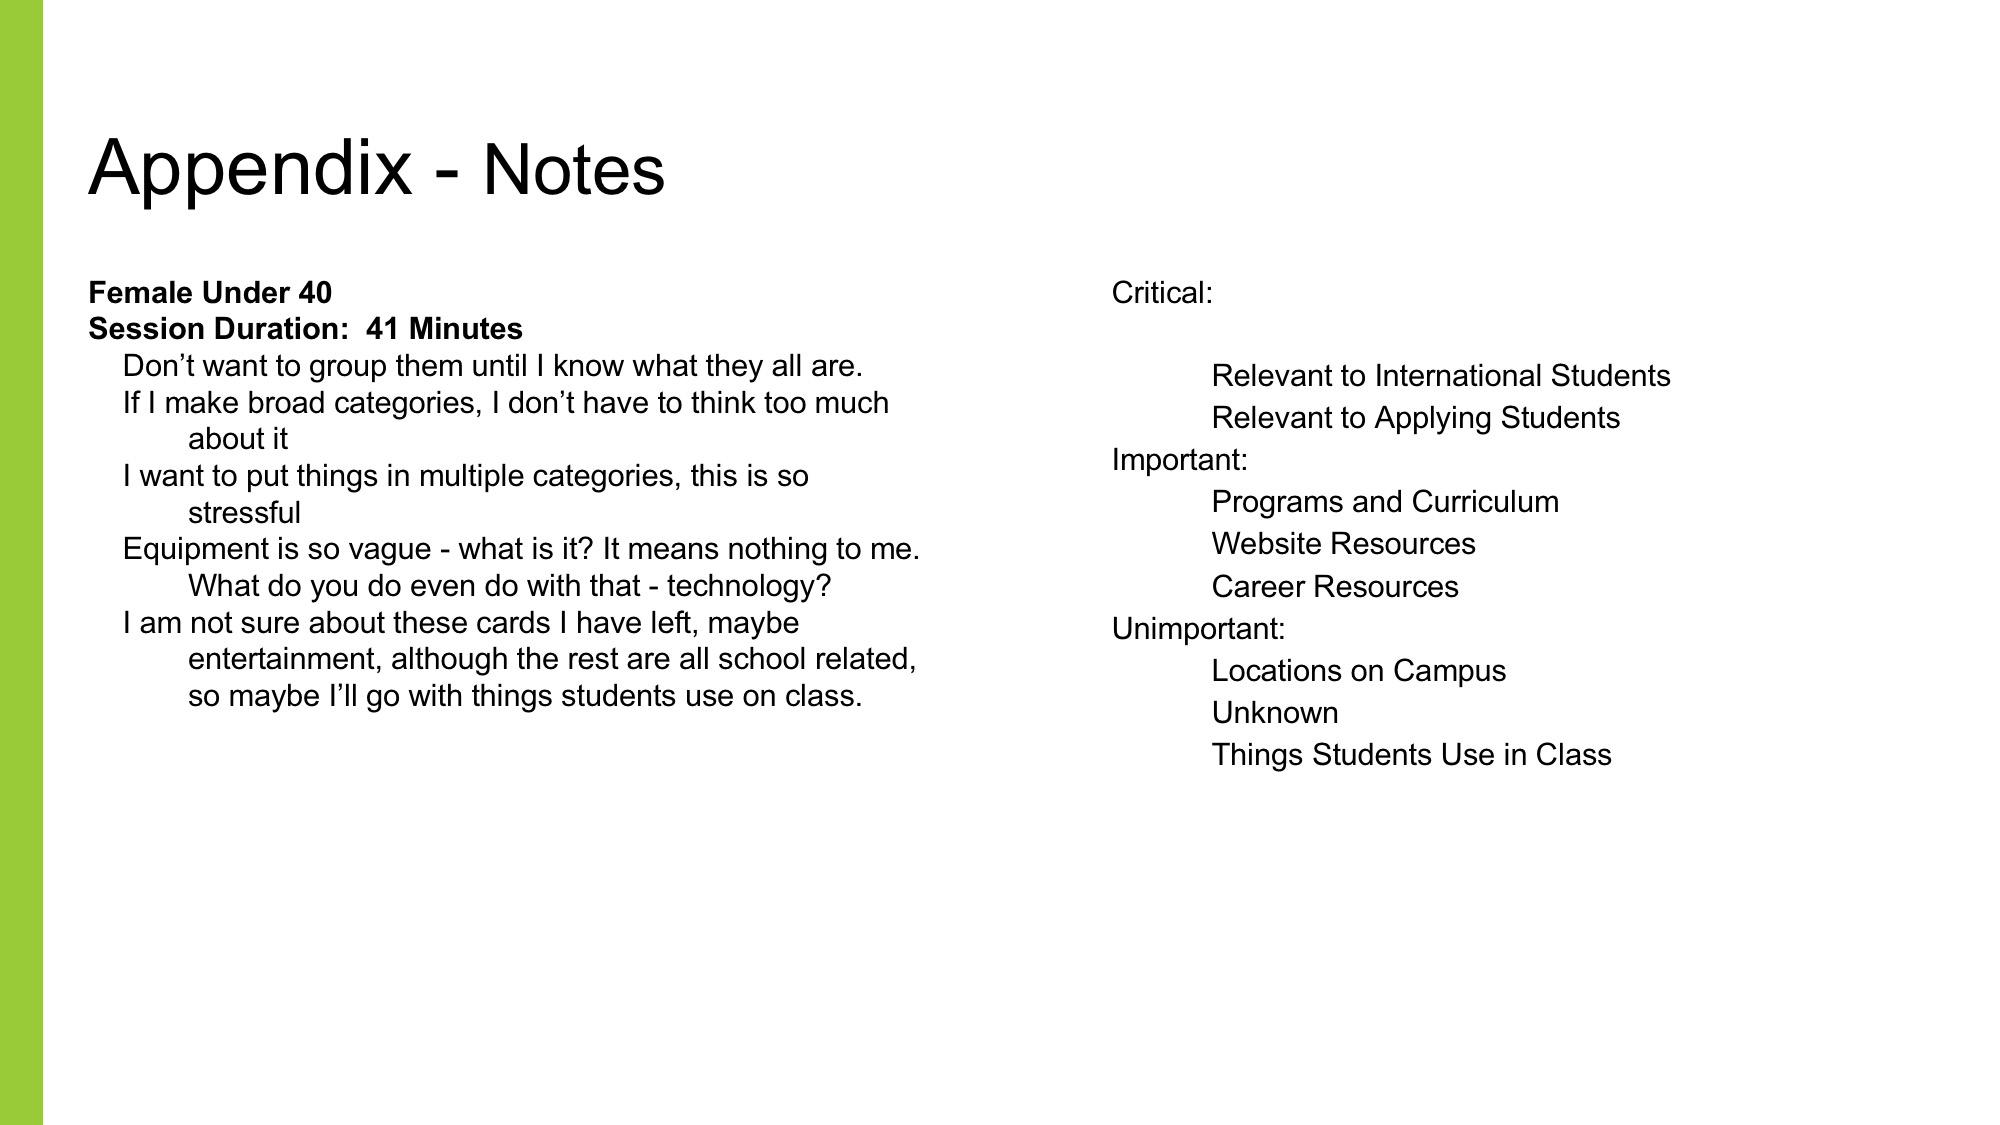 Appendix - Notes
Female Under 40
Session Duration:  41 Minutes
Don’t want to group them until I know what they all are.
If I make broad categories, I don’t have to think too much
about it
I want to put things in multiple categories, this is so
stressful
Equipment is so vague - what is it? It means nothing to me.
What do you do even do with that - technology?
I am not sure about these cards I have left, maybe
entertainment, although the rest are all school related,
so maybe I’ll go with things students use on class.
Critical:
Relevant to International Students
Relevant to Applying Students
Important:
Programs and Curriculum
Website Resources
Career Resources
Unimportant:
Locations on Campus
Unknown
Things Students Use in Class